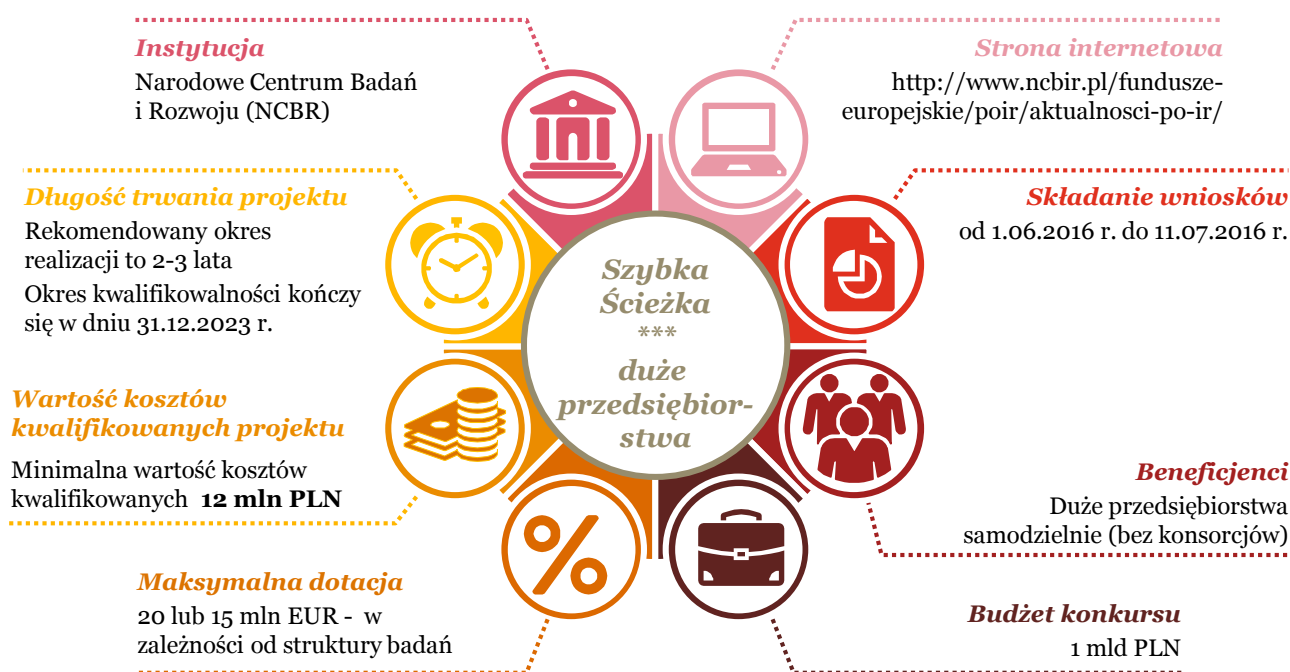 Instytucja
Narodowe Centrum Badań
i Rozwoju (NCBR)
Strona internetowa
http://www.ncbir.pl/fundusze-
europejskie/poir/aktualnosci-po-ir/
Długość trwania projektu
Rekomendowany okres
realizacji to 2-3 lata
Okres kwalifikowalności kończy
się w dniu 31.12.2023 r.
Składanie wniosków
od 1.06.2016 r. do 11.07.2016 r.
Szybka
Ścieżka
***
duże
przedsiębior-
stwa
Wartość kosztów
kwalifikowanych projektu
Minimalna wartość kosztów
kwalifikowanych 12 mln PLN
Beneficjenci
Duże przedsiębiorstwa
samodzielnie (bez konsorcjów)
%
Maksymalna dotacja
20 lub 15 mln EUR - w
zależności od struktury badań
Budżet konkursu
1 mld PLN